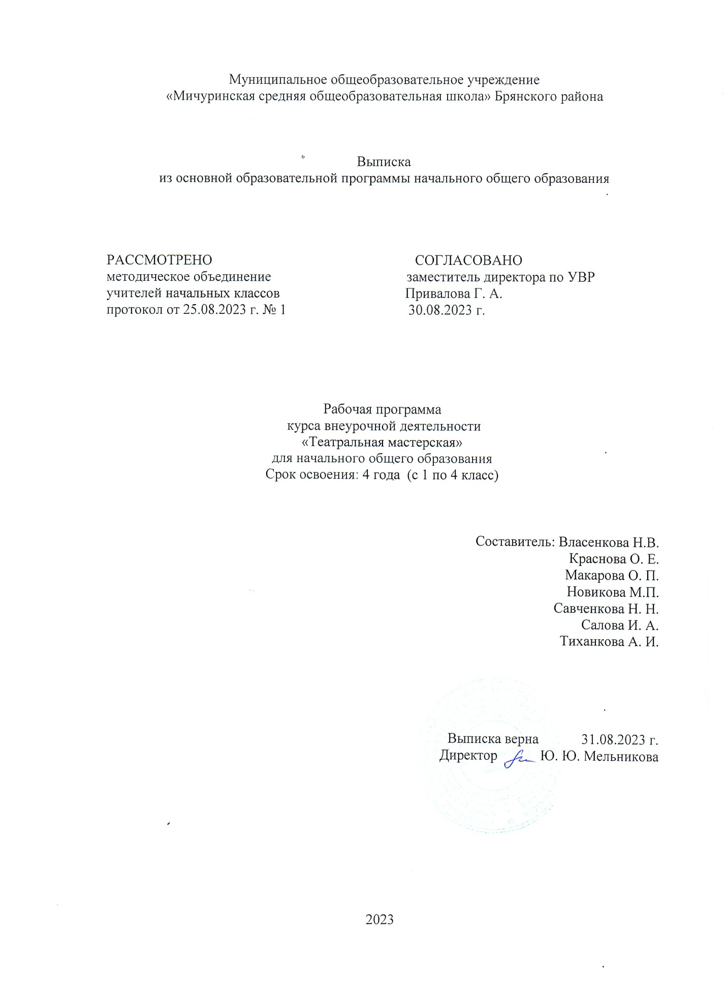 Муниципальное общеобразовательное учреждение
«Мичуринская средняя общеобразовательная школа» Брянского района
Выписка
из основной образовательной программы начального общего образования
РАССМОТРЕНО
методическое объединение
учителей начальных классов
протокол от 25.08.2023 г. № 1
СОГЛАСОВАНО
заместитель директора по УВР
Привалова Г. А.
30.08.2023 г.
Рабочая программа
курса внеурочной деятельности
«Театральная мастерская»
для начального общего образования
Срок освоения: 4 года (с 1 по 4 класс)
Составитель: Власенкова Н.В.
Краснова О. Е.
Макарова О. П.
Новикова М.П.
Савченкова Н. Н.
Салова И. А.
Тиханкова А. И.
Выписка верна 31.08.2023 г.
Директор Ю. Ю. Мельникова
2023